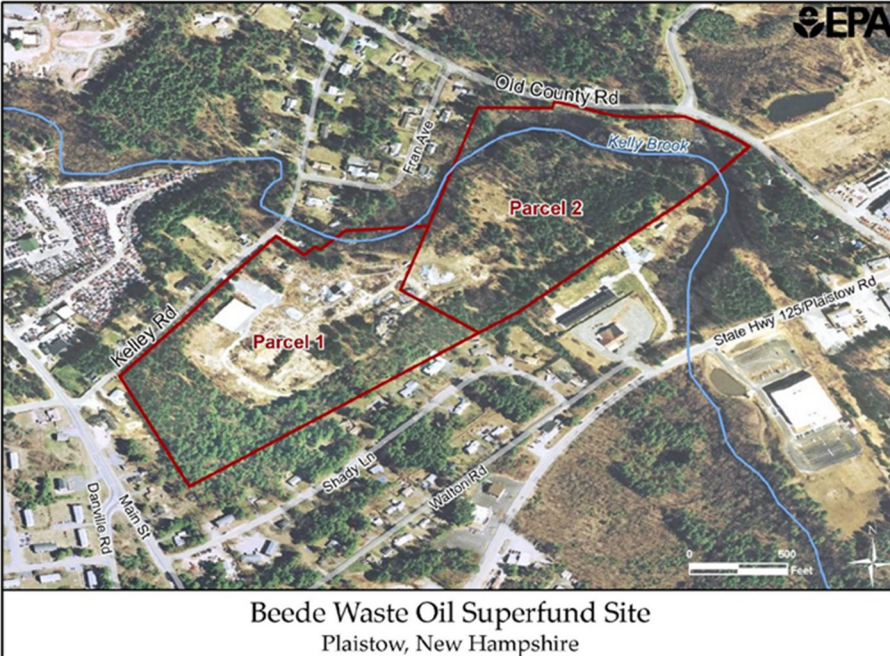 EPA
Old County Rd
Fran Ave
Kelly Brook
Parcel 2
State Hwy 125/Plaistow Rd
Kelley Rd
Parcel 1
Shady Ln
Walton Rd
Danville Rd
Main St
0 500
Feet
Beede Waste Oil Superfund Site
Plaistow, New Hampshire